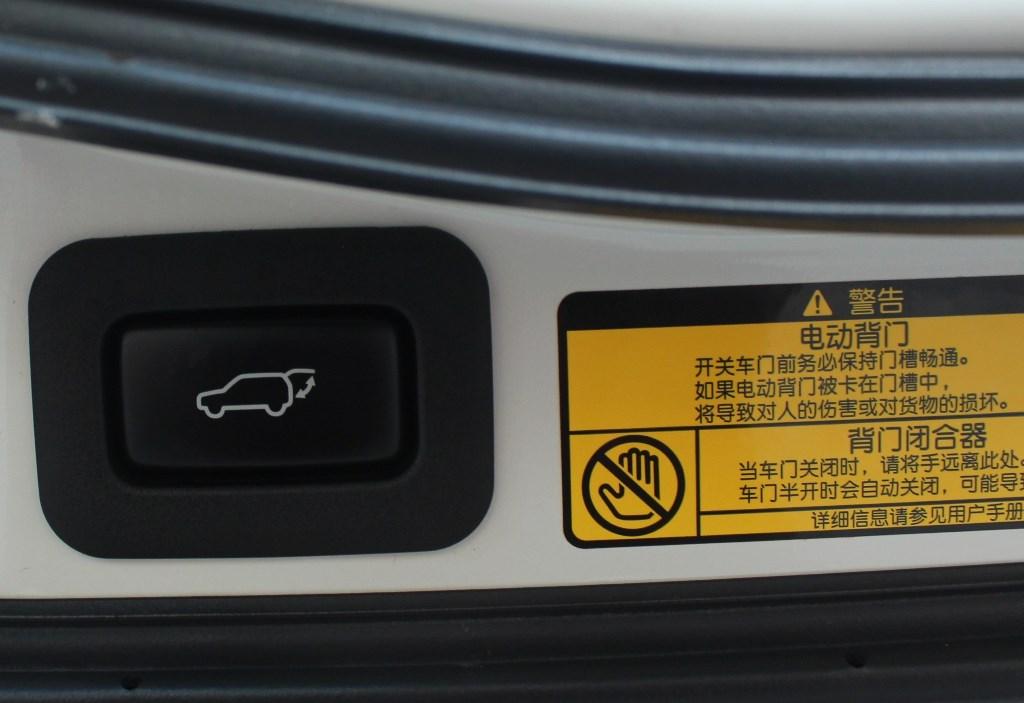 警告
电动背门
开关车门前务必保持门槽畅通。
如果电动背门被卡在门槽中，
将导致对人的伤害或对货物的损坏。
背门闭合器
当车门关闭时，请将手远离此处。
车门半开时会自动关闭，可能导
详细信息请参见用户手册